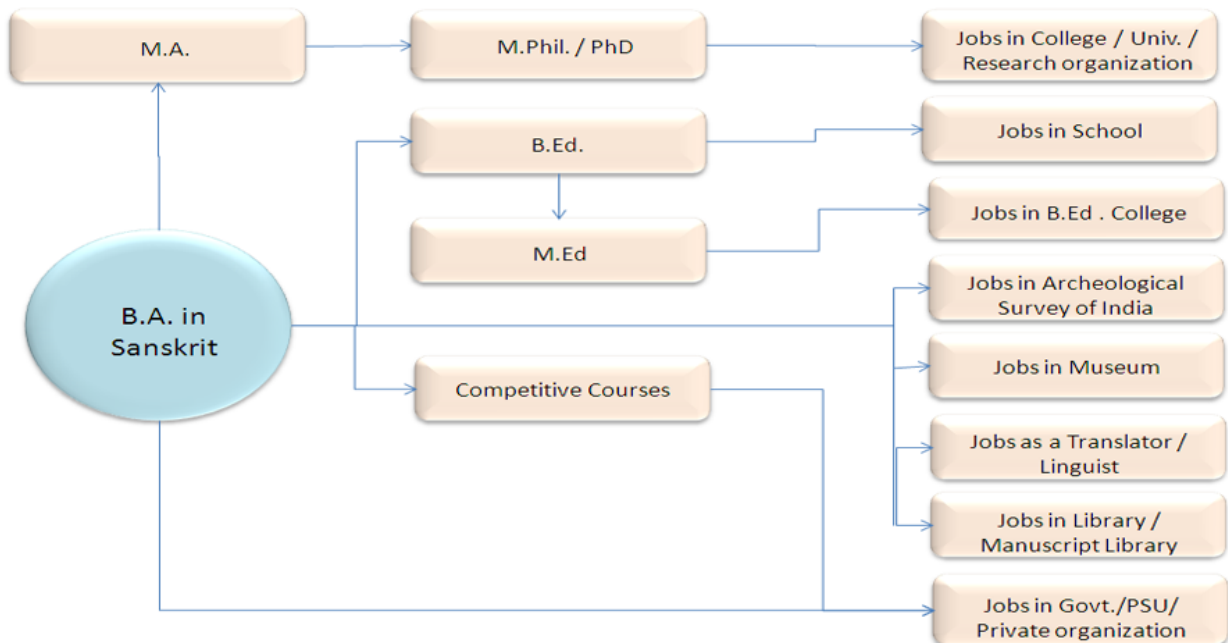 M.A.
M.Phil. / PhD
Jobs in College / Univ. /
Research organization
B.Ed.
Jobs in School
M.Ed
Jobs in B.Ed . College
B.A. in
Sanskrit
Jobs in Archeological
Survey of India
Competitive Courses
Jobs in Museum
Jobs as a Translator /
Linguist
Jobs in Library /
Manuscript Library
Jobs in Govt./PSU/
Private organization